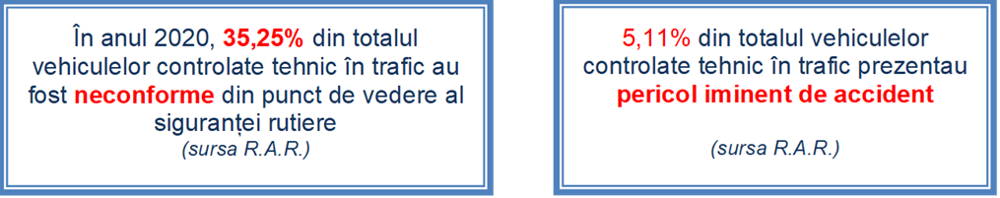 În anul 2020, 35,25% din totalul
vehiculelor controlate tehnic în trafic au
fost neconforme din punct de vedere al
siguranței rutiere
(sursa R.A.R.)
5,11% din totalul vehiculelor
controlate tehnic în trafic prezentau
pericol iminent de accident
(sursa R.A.R.)